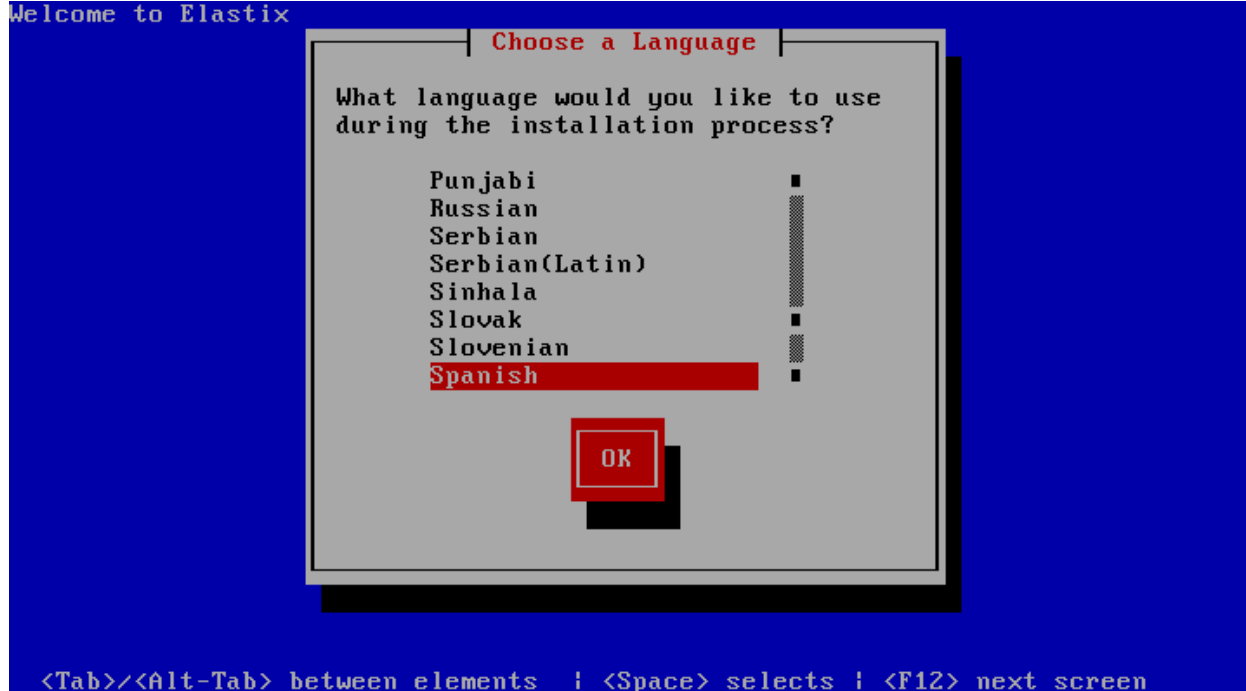 Welcome to Elastix
Choose a Language
What language would you like to use
during the installation process?
Punjabi
Russian
Serbian
Serbian(Latin)
Sinhala
Slovak
Slovenian
Spanish
OK
<Tab>/<Alt-Tab> between elements | <Space> selects | <F12> next screen